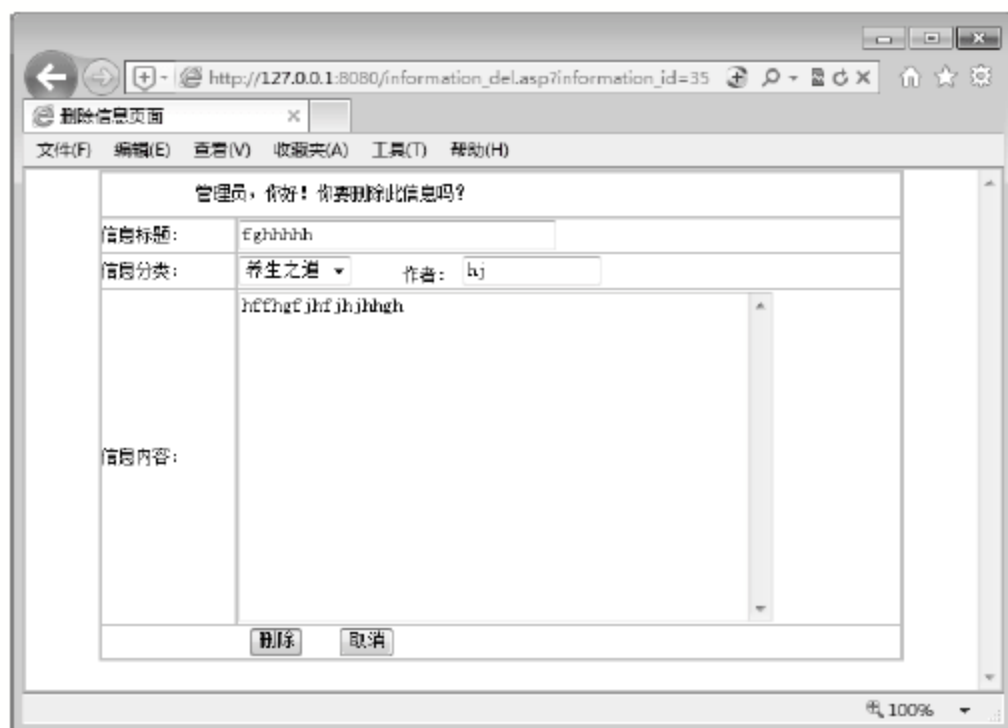 http://127.0.0.1:8080/information_del.asp?information_id=35
删除信息页面
文件(F) 编辑(E) 查看(V) 收藏夹(A) 工具(T) 帮助(H)
管理员，你好！你要删除此信息吗？
信息标题： fghhhhh
信息分类： 养生之道 作者： hj
信息内容： hffhgfjhfjhjhhgh
删除 取消
100%